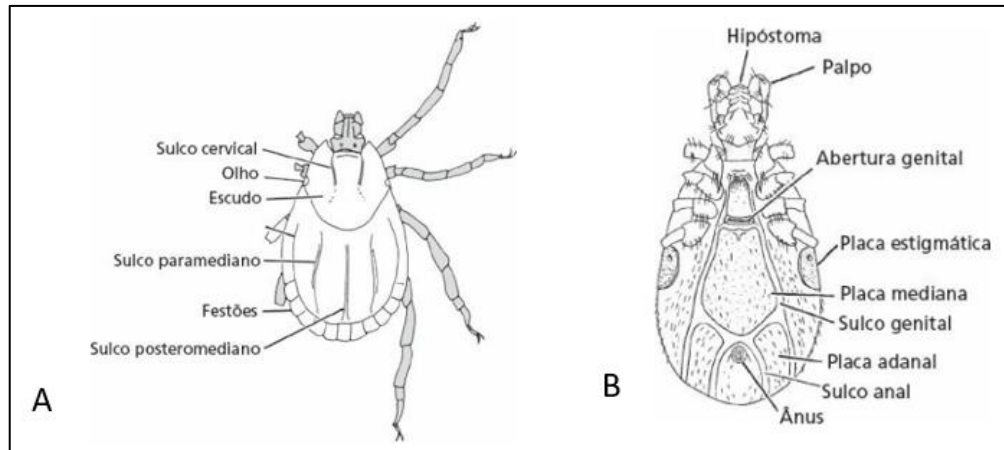 Sulco cervical
Olho
Escudo
Sulco paramediano
Festões
Sulco posteromediano
A
Hipóstoma
Palpo
Abertura genital
Placa estigmática
Placa mediana
Sulco genital
Placa adanal
Sulco anal
Ânus
B